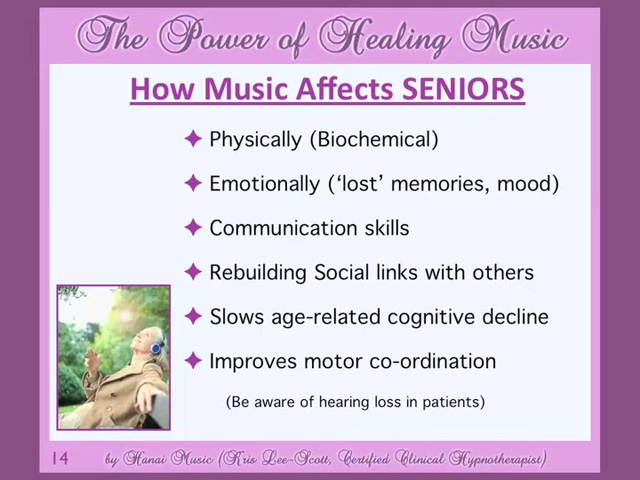 The Power of Healing Music
How Music Affects SENIORS
Physically (Biochemical)
Emotionally (‘lost’ memories, mood)
Communication skills
Rebuilding Social links with others
Slows age-related cognitive decline
Improves motor co-ordination
(Be aware of hearing loss in patients)
14 by Hanai Music (Kris Lee-Scott, Certified Clinical Hypnotherapist)